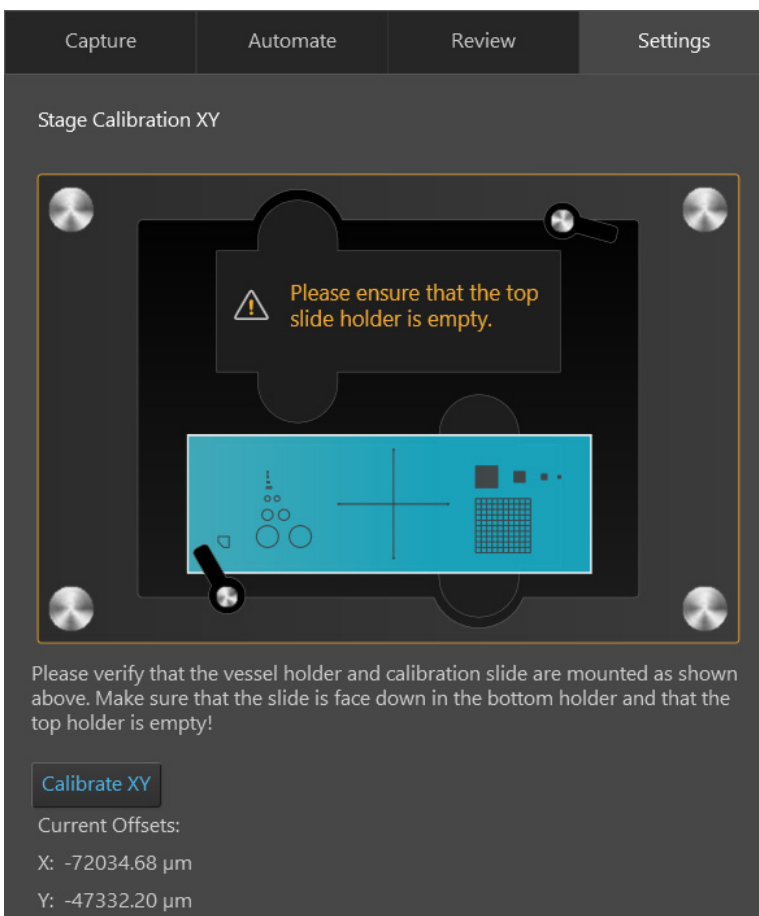 Capture
Automate
Review
Settings
Stage Calibration XY
Please ensure that the top
slide holder is empty.
Please verify that the vessel holder and calibration slide are mounted as shown
above. Make sure that the slide is face down in the bottom holder and that the
top holder is empty!
Calibrate XY
Current Offsets:
X: -72034.68 µm
Y: -47332.20 µm